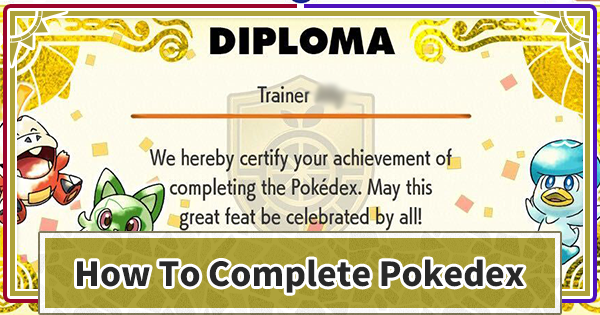 DIPLOMA
Trainer
We hereby certify your achievement of
completing the Pokédex. May this
great feat be celebrated by all!
How To Complete Pokedex